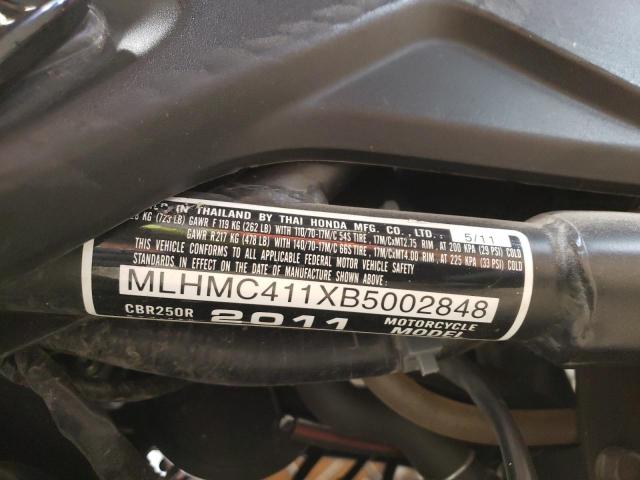 IN THAILAND BY THAI HONDA MFG. CO., LTD.: 5/11
KG (723 LB) GAWR F 119 KG (262 LB) WITH 110/70-17M/C 54S TIRE, 17M/CxMT2.75 RIM, AT 200 KPA (29 PSI) COLD
GAWR R217 KG (478 LB) WITH 140/70-17M/C 66S TIRE, 17M/CxMT4.00 RIM, AT 225 KPA (33 PSI) COLD
THIS VEHICLE CONFORMS TO ALL APPLICABLE FEDERAL MOTOR VEHICLE SAFETY
STANDARDS IN EFFECT ON THE DATE OF MANUFACTURE SHOWN ABOVE.
MLHMC411XB5002848
CBR250R 2011 MOTORCYCLE
MODEL